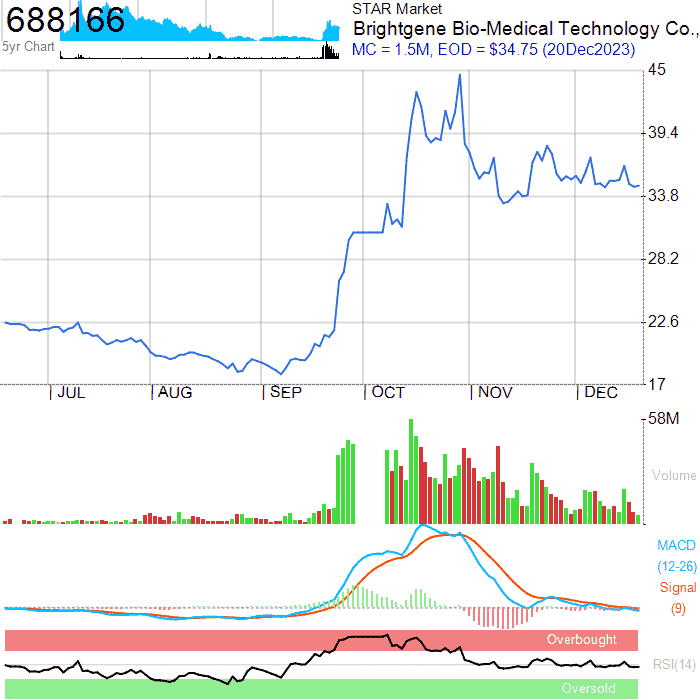 688166
5yr Chart
STAR Market
Brightgene Bio-Medical Technology Co.,
MC = 1.5M, EOD = $34.75 (20Dec2023)
45
39.4
33.8
28.2
22.6
17
JUL AUG SEP OCT NOV DEC
58M
Volume
MACD
(12-26)
Signal
(9)
Overbought
RSI(14)
Oversold